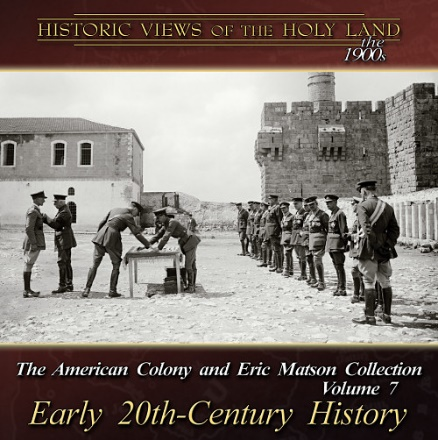 HISTORIC VIEWS OF THE HOLY LAND
the
1900s
The American Colony and Eric Matson Collection
Volume 7
Early 20th-Century History